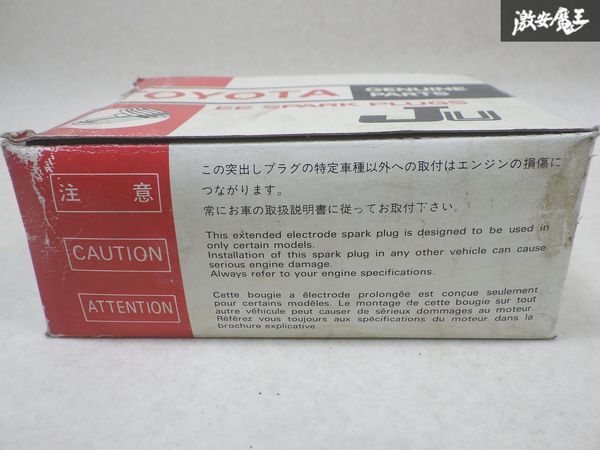 激安魔王
TOYOTA GENUINE PARTS
EE SPARK PLUGS
JU
注意
この突出しプラグの特定車種以外への取付はエンジンの損傷に
つながります。
常にお車の取扱説明書に従ってお取付下さい。
CAUTION
This extended electrode spark plug is designed to be used in
only certain models.
Installation of this spark plug in any other vehicle can cause
serious engine damage.
Always refer to your engine specifications.
ATTENTION
Cette bougie a électrode prolongée est conçue seulement
pour certains modèles. Le montage de cette bougie sur tout
autre véhicule peut causer de sérieux dommages au moteur.
Référez vous toujours aux spécifications du moteur dans la
brochure explicative.